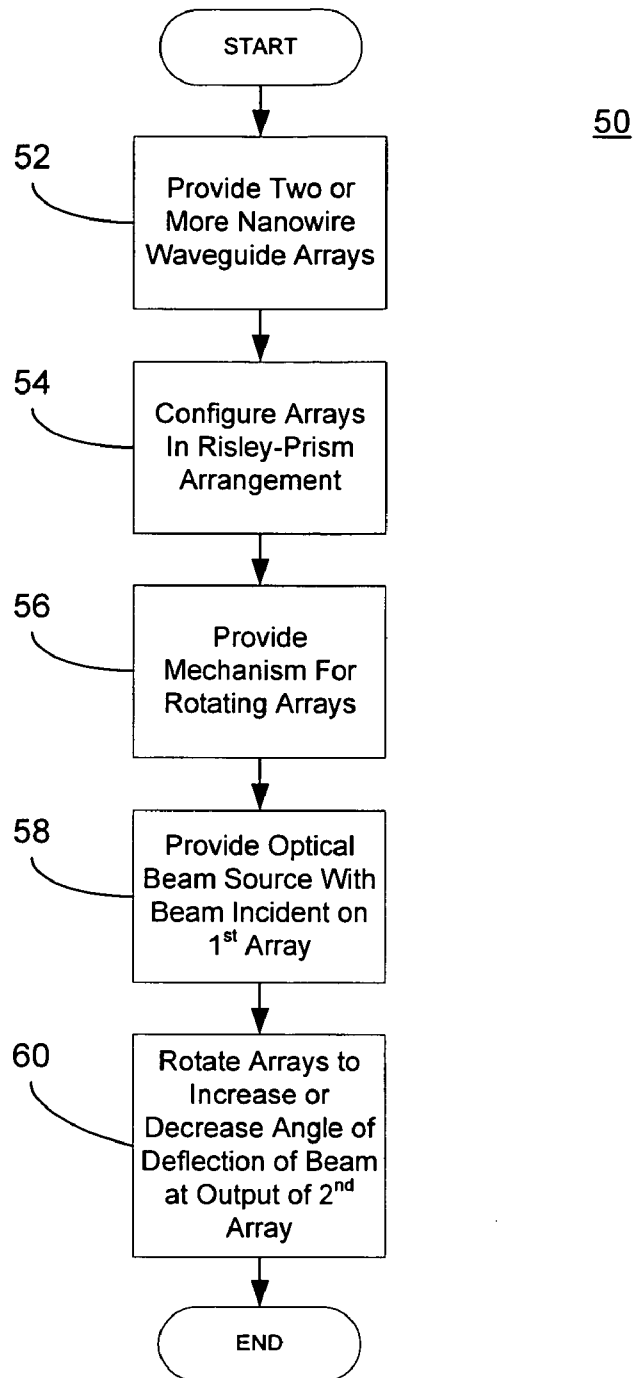 START
50
52
Provide Two or
More Nanowire
Waveguide Arrays
54
Configure Arrays
In Risley-Prism
Arrangement
56
Provide
Mechanism For
Rotating Arrays
58
Provide Optical
Beam Source With
Beam Incident on
1st Array
60
Rotate Arrays to
Increase or
Decrease Angle of
Deflection of Beam
at Output of 2nd
Array
END